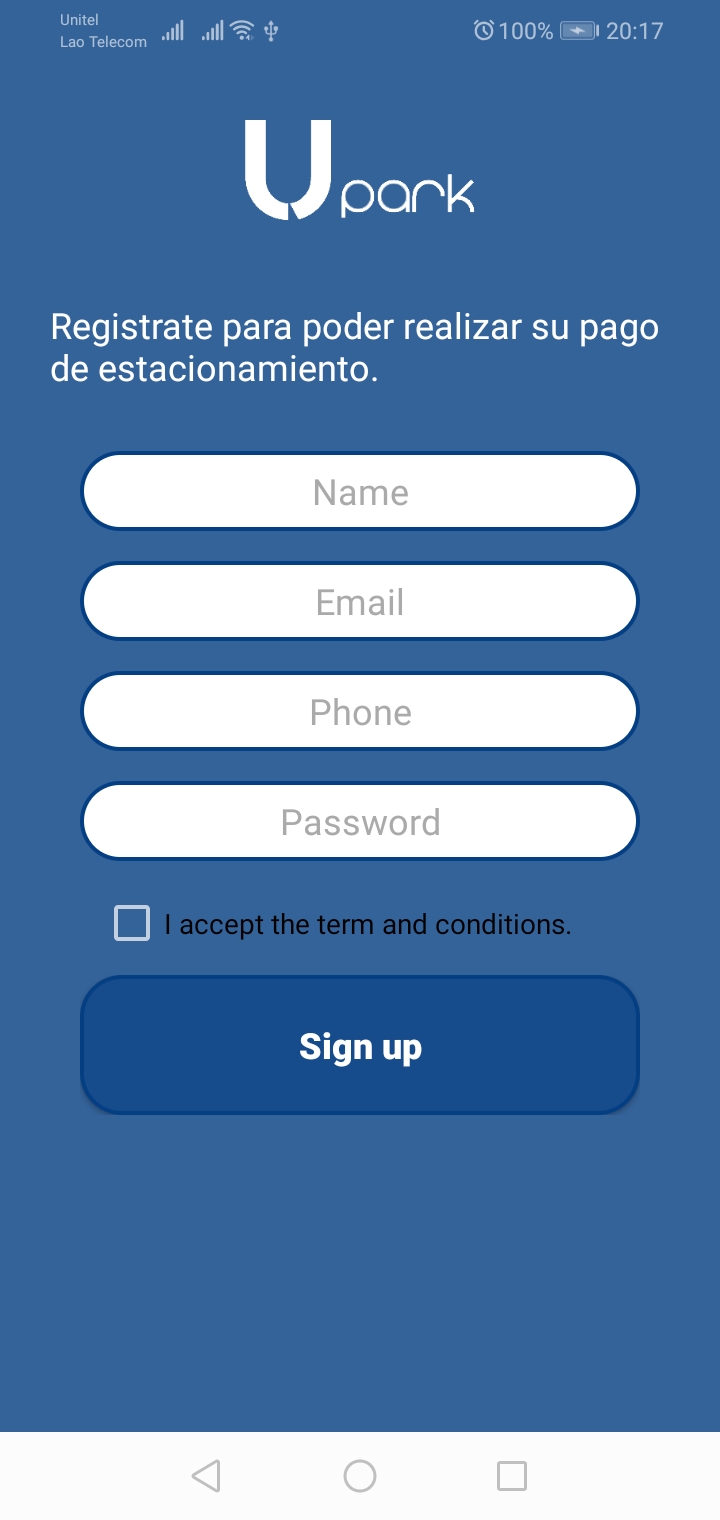 Unitel
Lao Telecom
100%
20:17
Upark
Registrate para poder realizar su pago
de estacionamiento.
Name
Email
Phone
Password
I accept the term and conditions.
Sign up